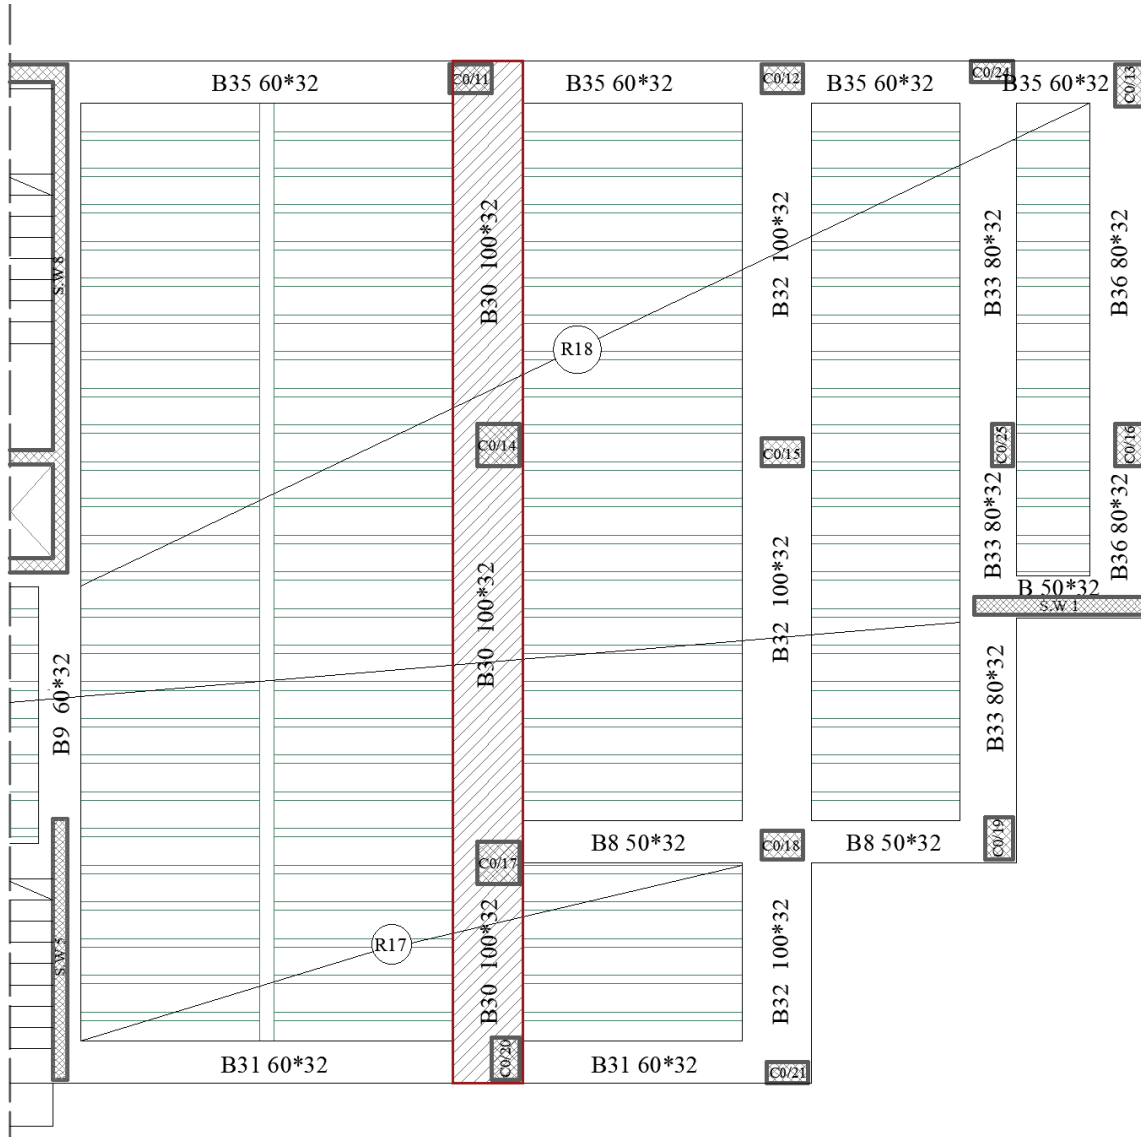 B35 60*32
C0/11
B35 60*32
C0/12
B35 60*32
C0/24
B35 60*32
C0/13
S.W 8
B30 100*32
B32 100*32
B33 80*32
B36 80*32
R18
C0/14
C0/15
C0/25
C0/16
B30 100*32
B32 100*32
B33 80*32
B36 80*32
B 50*32
S.W 1
B9 60*32
B33 80*32
B8 50*32
C0/18
B8 50*32
C0/19
C0/17
S.W 5
R17
B30 100*32
B32 100*32
B31 60*32
C0/20
B31 60*32
C0/21